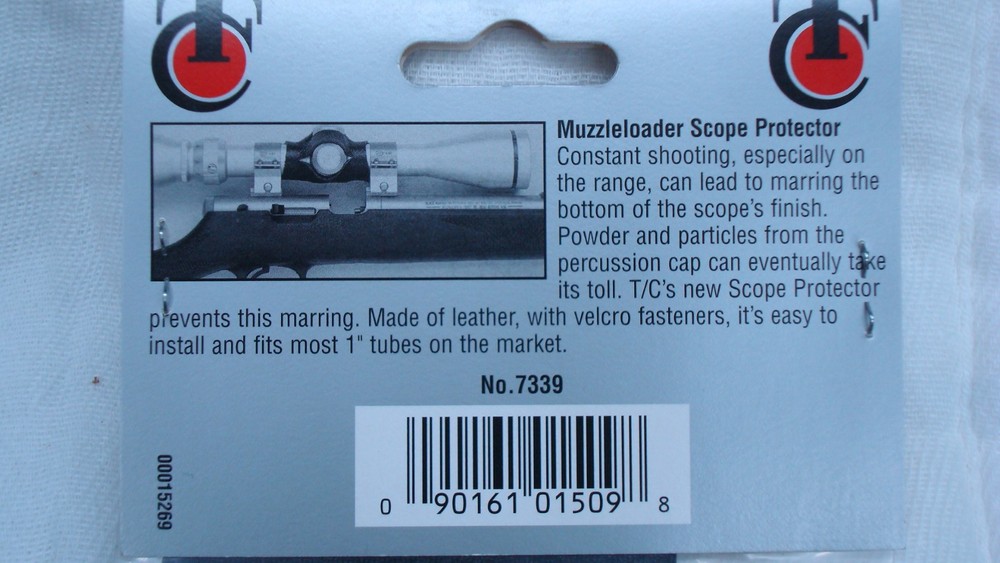 TC
TC
Muzzleloader Scope Protector
Constant shooting, especially on
the range, can lead to marring the
bottom of the scope's finish.
Powder and particles from the
percussion cap can eventually take
its toll. T/C's new Scope Protector
prevents this marring. Made of leather, with velcro fasteners, it's easy to
install and fits most 1" tubes on the market.
No.7339
0 90161 01509 8
00015269